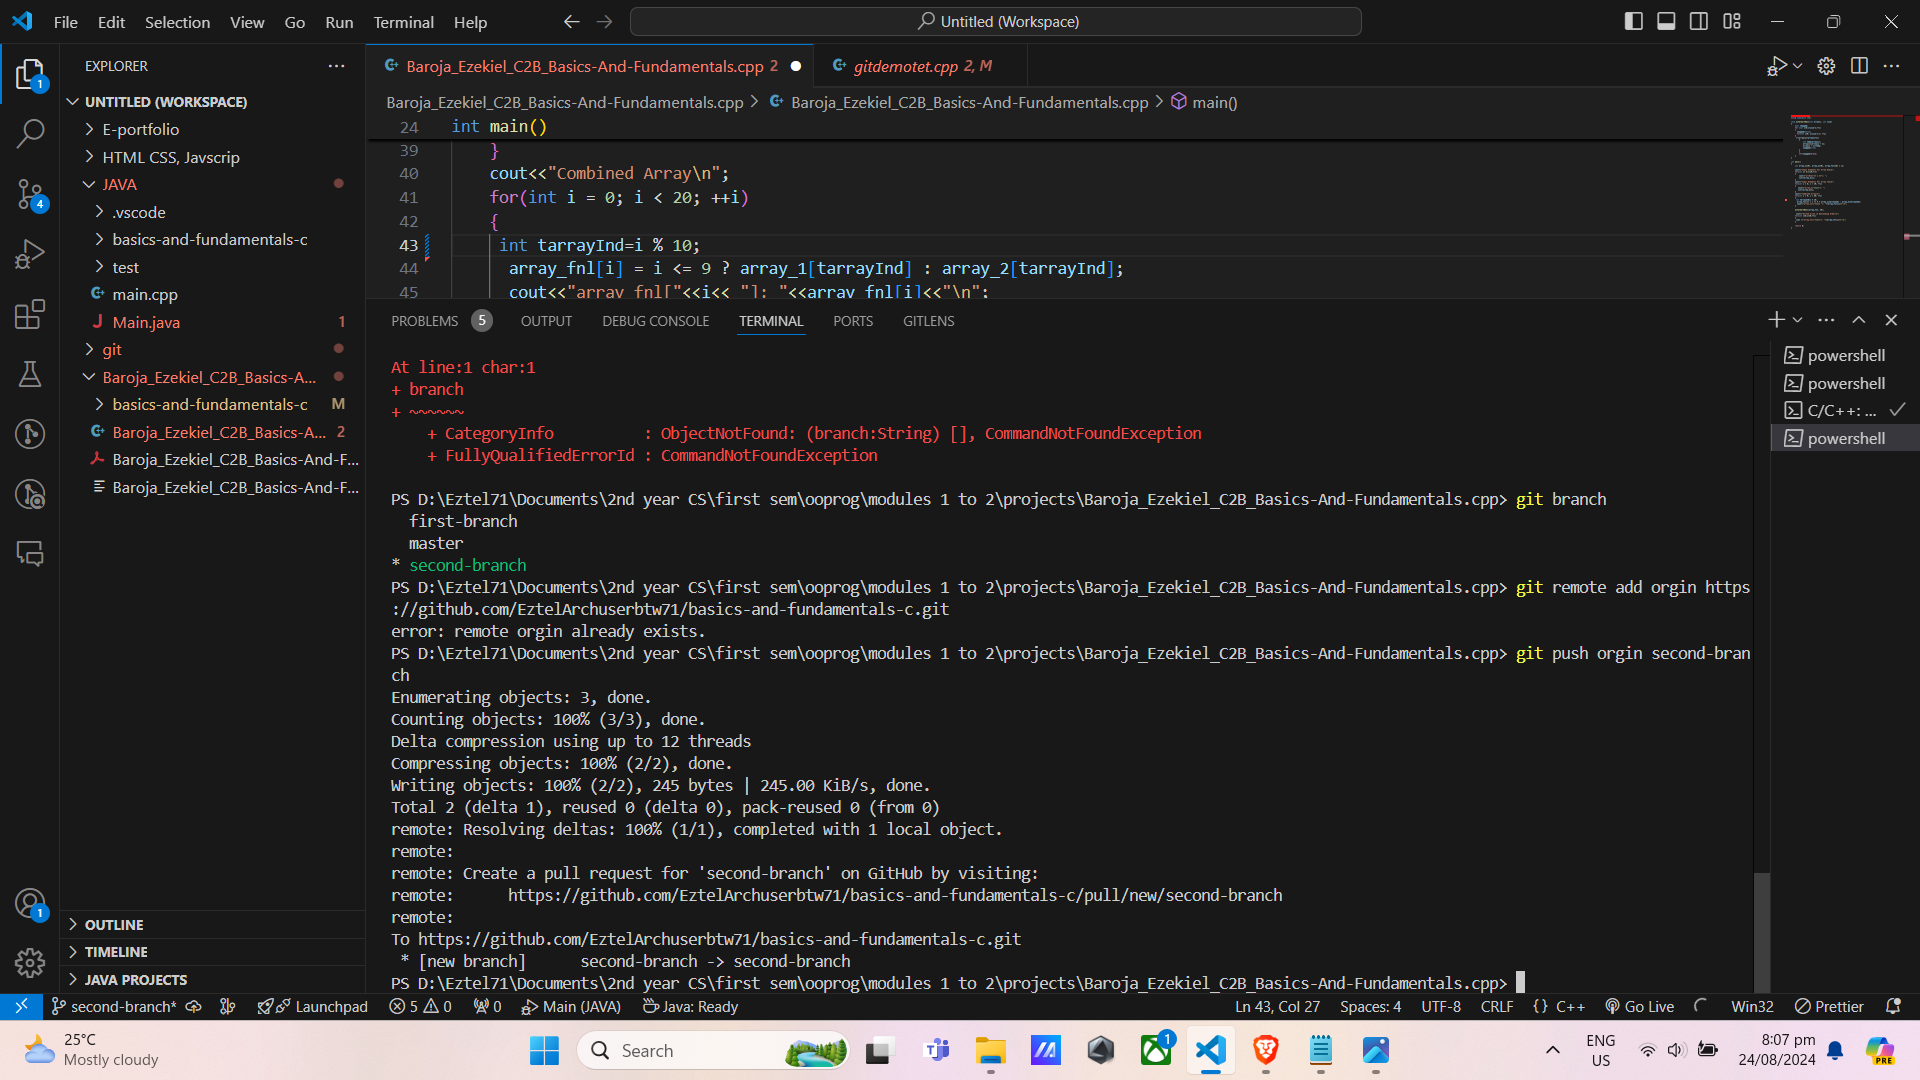 File Edit Selection View Go Run Terminal Help
Untitled (Workspace)
EXPLORER
UNTITLED (WORKSPACE)
E-portfolio
HTML CSS, Javscrip
JAVA
.vscode
basics-and-fundamentals-c
test
main.cpp
Main.java 1
git
Baroja_Ezekiel_C2B_Basics-A...
basics-and-fundamentals-c M
Baroja_Ezekiel_C2B_Basics-A... 2
Baroja_Ezekiel_C2B_Basics-And-F...
Baroja_Ezekiel_C2B_Basics-And-F...
OUTLINE
TIMELINE
JAVA PROJECTS
1
4
1
Baroja_Ezekiel_C2B_Basics-And-Fundamentals.cpp 2
gitdemotet.cpp 2, M
Baroja_Ezekiel_C2B_Basics-And-Fundamentals.cpp > Baroja_Ezekiel_C2B_Basics-And-Fundamentals.cpp > main()
24 int main()
39 }
40 cout<<"Combined Array\n";
41 for(int i = 0; i < 20; ++i)
42 {
43 int tarrayInd=i % 10;
44 array_fnl[i] = i <= 9 ? array_1[tarrayInd] : array_2[tarrayInd];
45 cout<<"array_fnl["<<i<< "]: "<<array_fnl[i]<<"\n";
PROBLEMS 5 OUTPUT DEBUG CONSOLE TERMINAL PORTS GITLENS
At line:1 char:1
+ branch
+ ~~~~~~
+ CategoryInfo : ObjectNotFound: (branch:String) [], CommandNotFoundException
+ FullyQualifiedErrorId : CommandNotFoundException
PS D:\Eztel71\Documents\2nd year CS\first sem\ooprog\modules 1 to 2\projects\Baroja_Ezekiel_C2B_Basics-And-Fundamentals.cpp> git branch
first-branch
master
* second-branch
PS D:\Eztel71\Documents\2nd year CS\first sem\ooprog\modules 1 to 2\projects\Baroja_Ezekiel_C2B_Basics-And-Fundamentals.cpp> git remote add orgin https
://github.com/EztelArchuserbtw71/basics-and-fundamentals-c.git
error: remote orgin already exists.
PS D:\Eztel71\Documents\2nd year CS\first sem\ooprog\modules 1 to 2\projects\Baroja_Ezekiel_C2B_Basics-And-Fundamentals.cpp> git push orgin second-bran
ch
Enumerating objects: 3, done.
Counting objects: 100% (3/3), done.
Delta compression using up to 12 threads
Compressing objects: 100% (2/2), done.
Writing objects: 100% (2/2), 245 bytes | 245.00 KiB/s, done.
Total 2 (delta 1), reused 0 (delta 0), pack-reused 0 (from 0)
remote: Resolving deltas: 100% (1/1), completed with 1 local object.
remote:
remote: Create a pull request for 'second-branch' on GitHub by visiting:
remote: https://github.com/EztelArchuserbtw71/basics-and-fundamentals-c/pull/new/second-branch
remote:
To https://github.com/EztelArchuserbtw71/basics-and-fundamentals-c.git
* [new branch] second-branch -> second-branch
PS D:\Eztel71\Documents\2nd year CS\first sem\ooprog\modules 1 to 2\projects\Baroja_Ezekiel_C2B_Basics-And-Fundamentals.cpp>
powershell
powershell
C/C++: ...
powershell
second-branch* Launchpad 5 0 0 Main (JAVA) Java: Ready Ln 43, Col 27 Spaces: 4 UTF-8 CRLF {} C++ Go Live Win32 Prettier
25°C
Mostly cloudy
Search
1
ENG
US
8:07 pm
24/08/2024
PRE